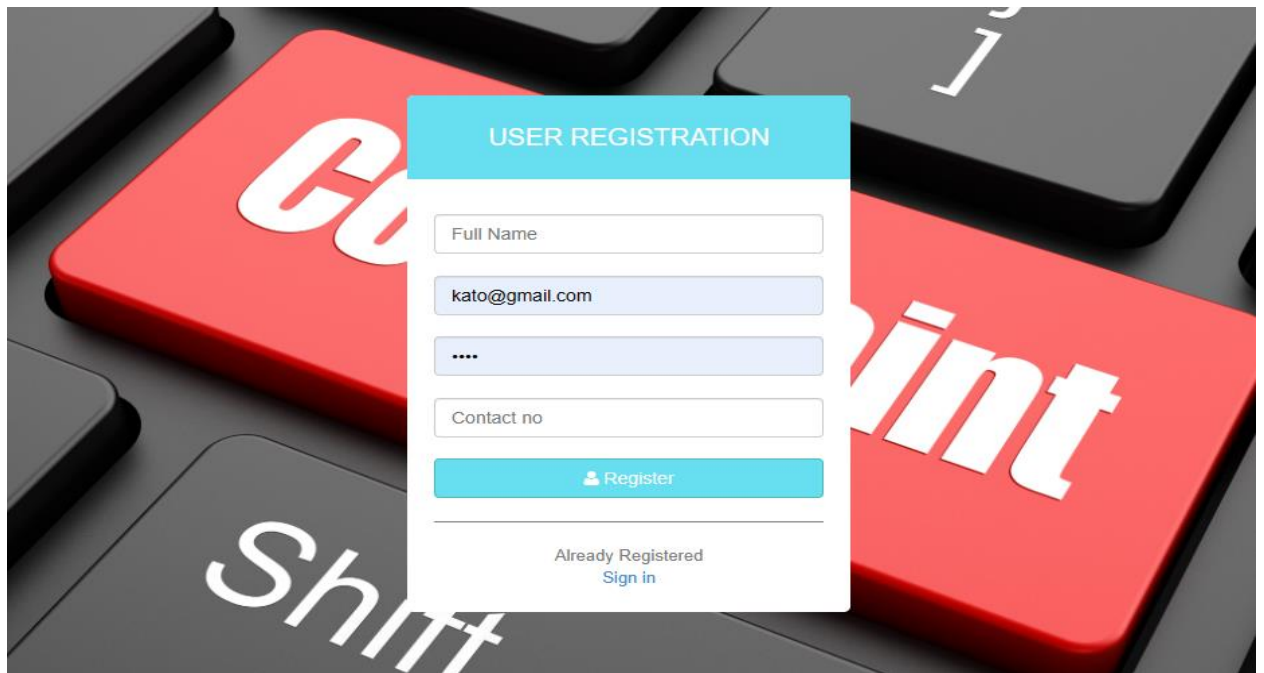 ]
USER REGISTRATION
Full Name
kato@gmail.com
••••
Contact no
Register
Already Registered
Sign in
Shift